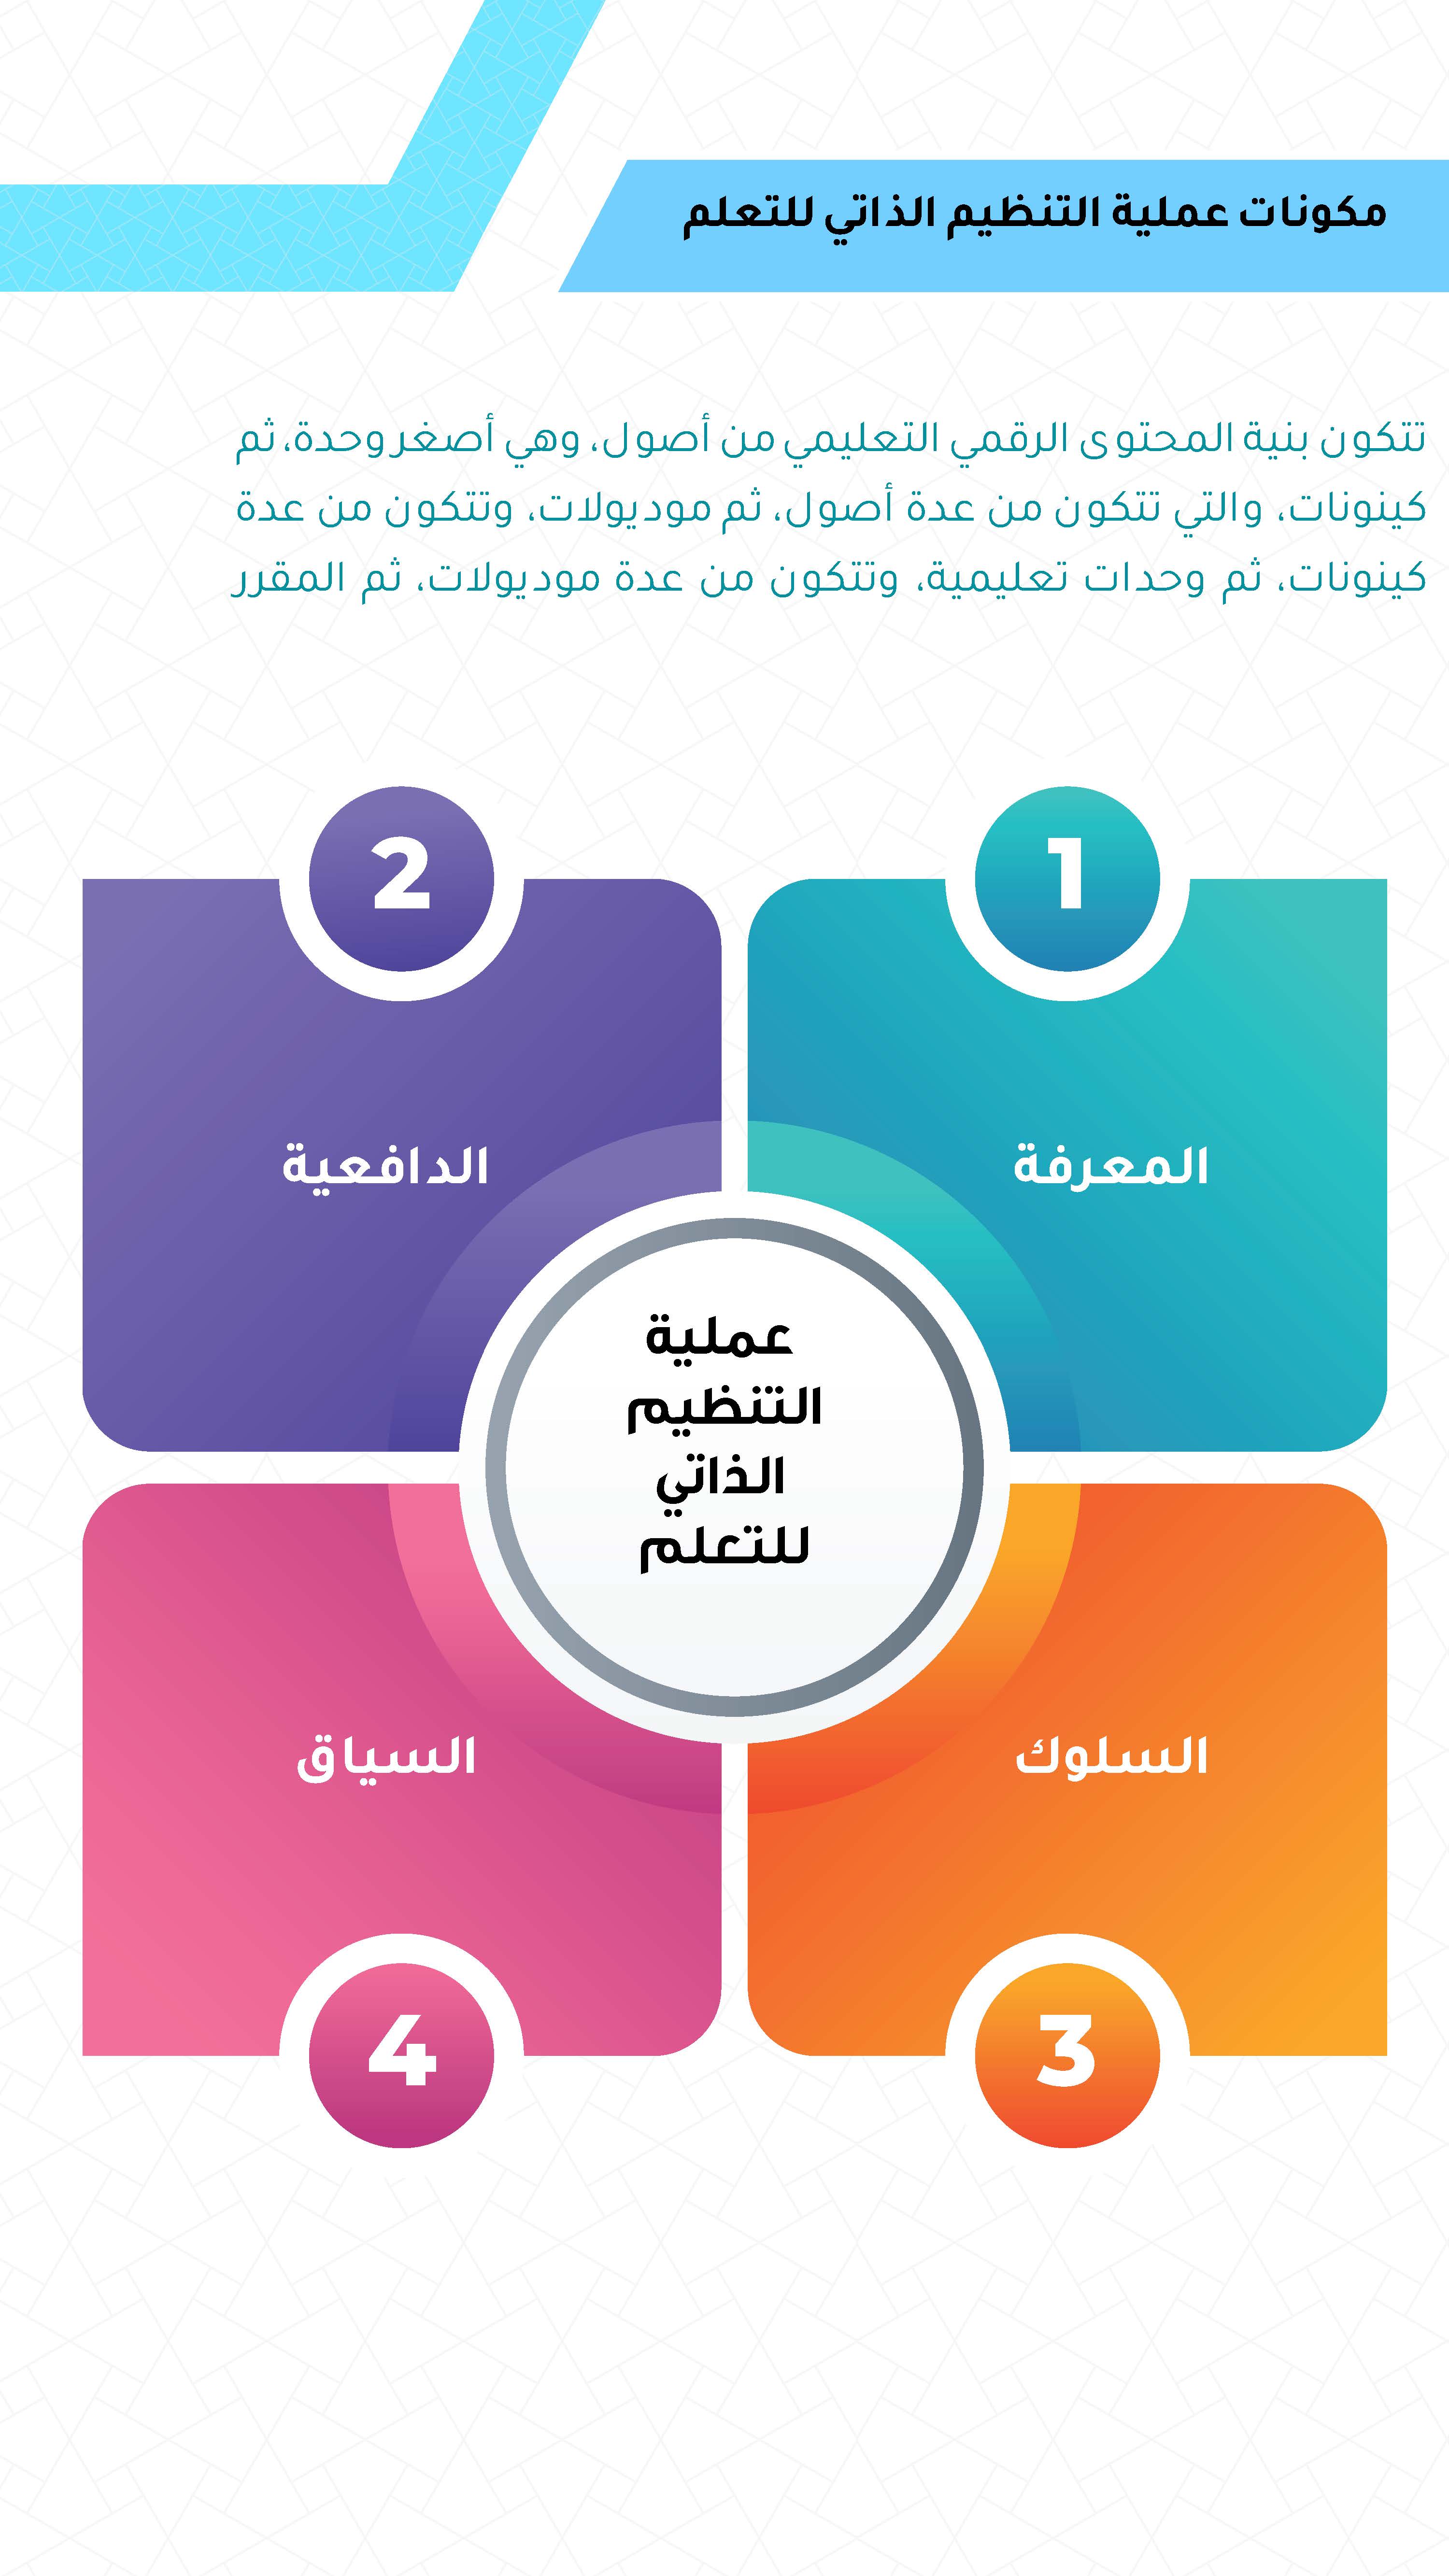 مكونات عملية التنظيم الذاتي للتعلم
تتكون بنية المحتوى الرقمي التعليمي من أصول، وهي أصغر وحدة، ثم
كينونات، والتي تتكون من عدة أصول، ثم موديولات، وتتكون من عدة
كينونات، ثم وحدات تعليمية، وتتكون من عدة موديولات، ثم المقرر
1
2
المعرفة
الدافعية
عملية
التنظيم
الذاتي
للتعلم
السلوك
السياق
3
4